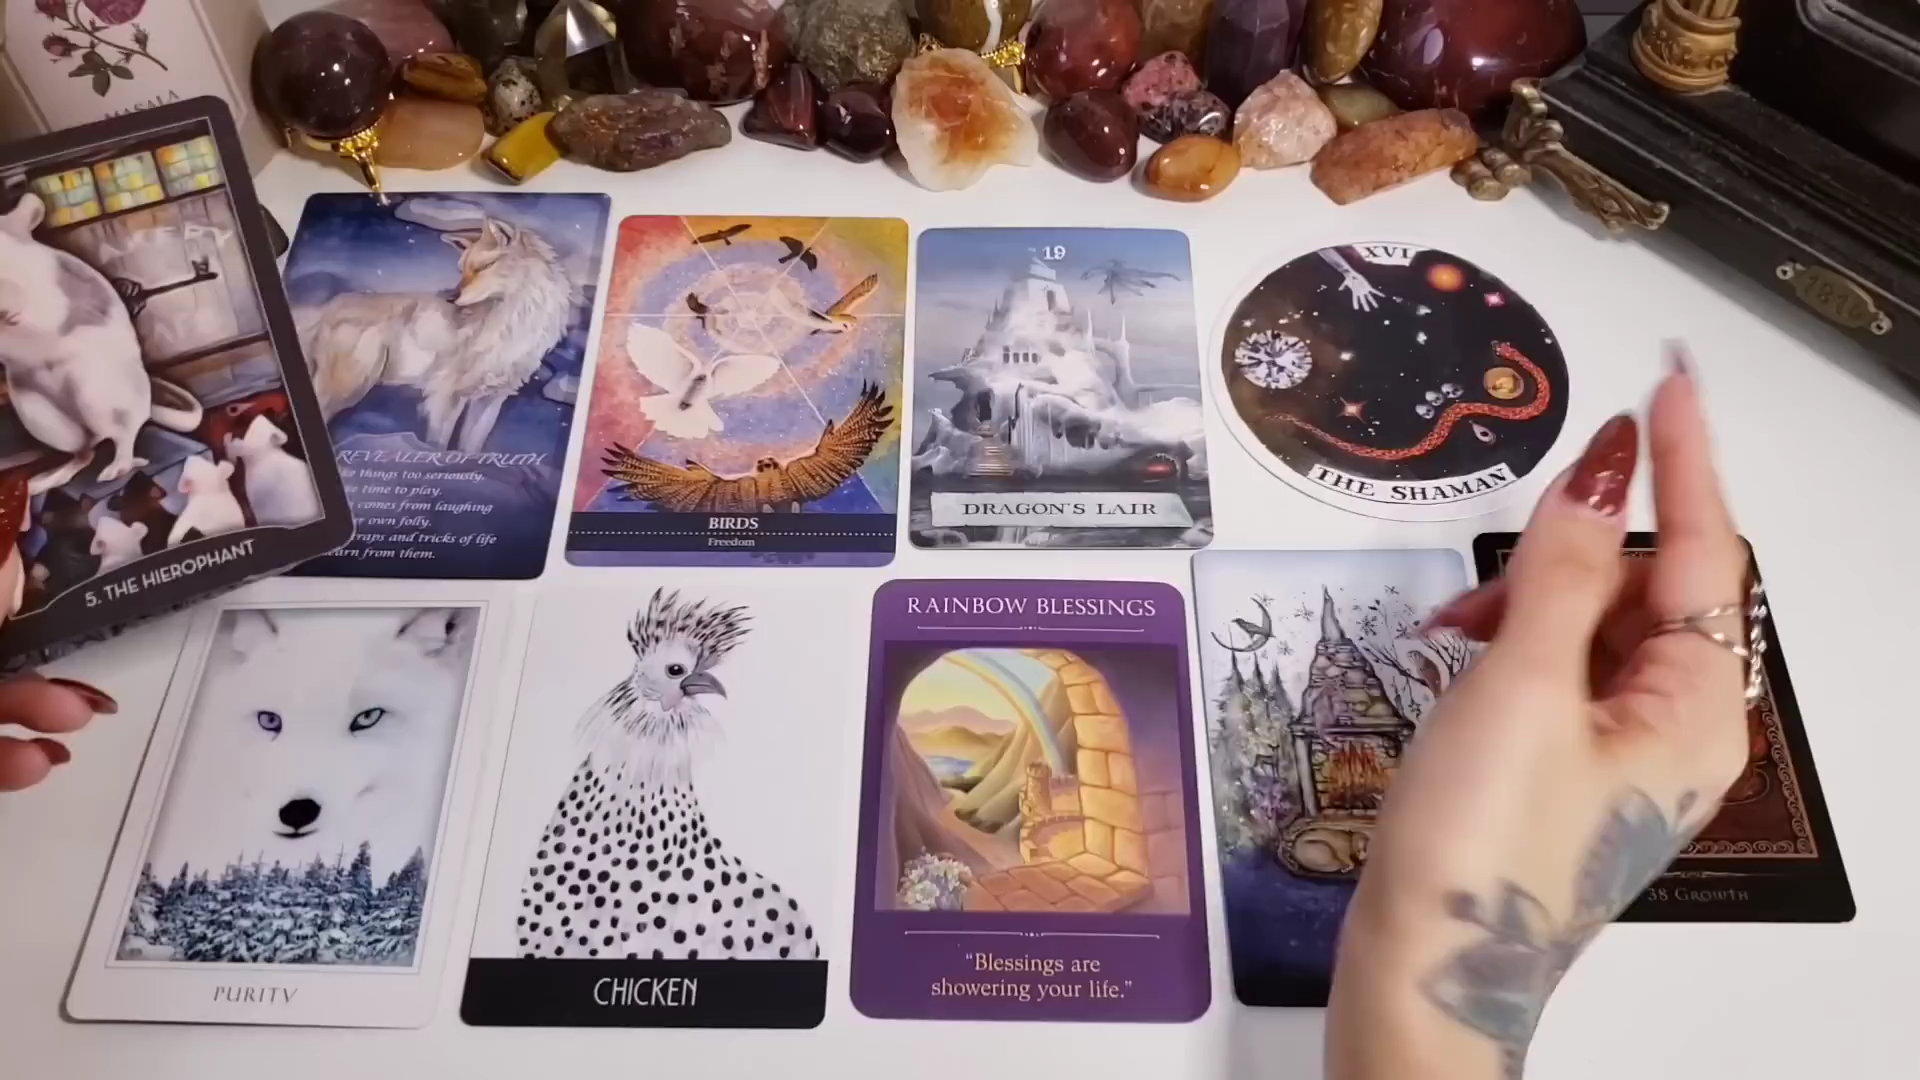 MASALA
5. THE HIEROPHANT
REVEALER OF TRUTH
things too seriously.
time to play.
comes from laughing
own folly.
traps and tricks of life
learn from them.
BIRDS
Freedom
19
DRAGON'S LAIR
XVI
THE SHAMAN
1810
PURITY
CHICKEN
RAINBOW BLESSINGS
"Blessings are
showering your life."
38 GROWTH